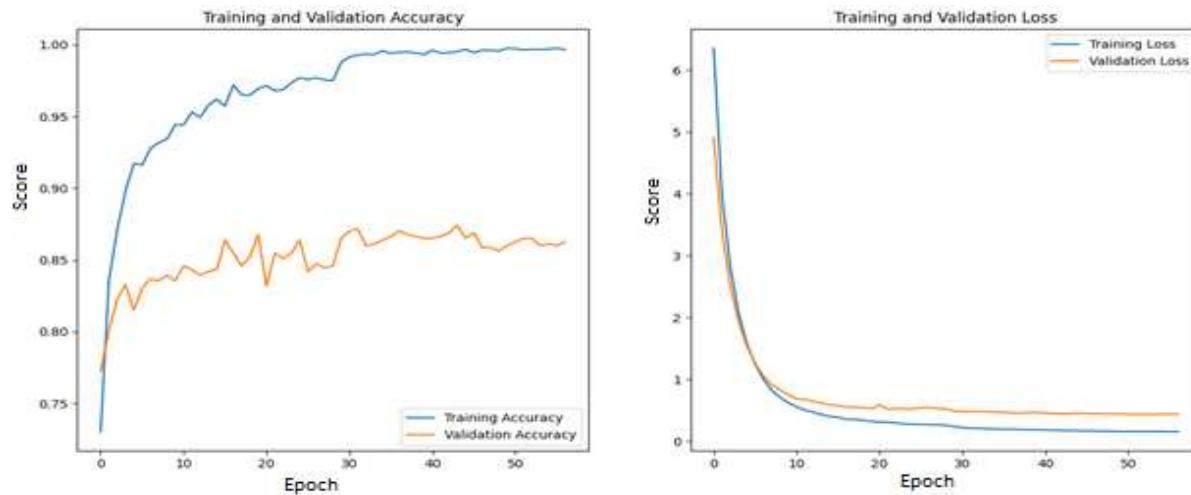 Training and Validation Accuracy
1.00
0.95
0.90
0.85
0.80
0.75
Score
0 10 20 30 40 50
Epoch
Training Accuracy
Validation Accuracy
Training and Validation Loss
Training Loss
Validation Loss
6
5
4
3
2
1
0
Score
0 10 20 30 40 50
Epoch